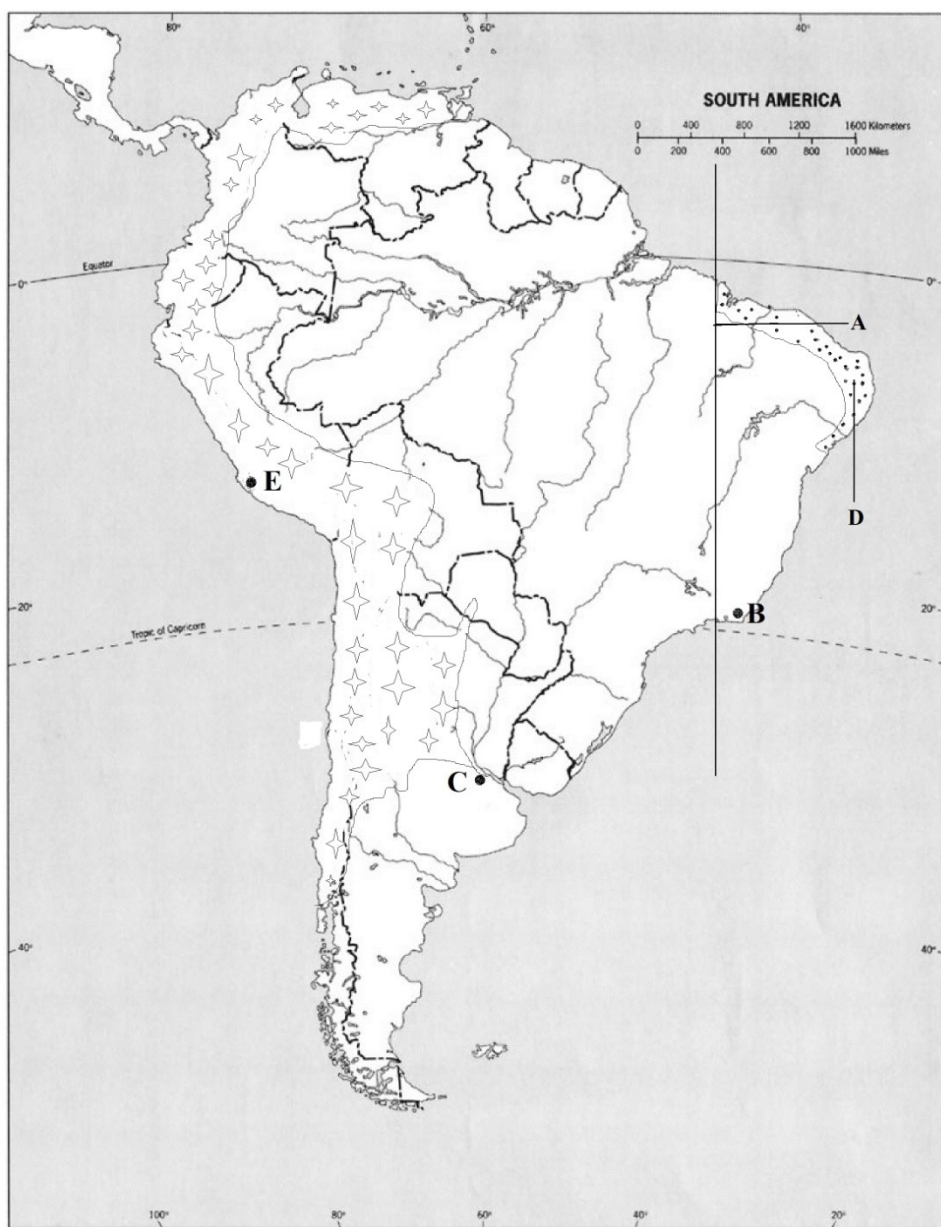 80° 60° 40°
SOUTH AMERICA
0 400 800 1200 1600 Kilometers
0 200 400 600 800 1000 Miles
Equator
0° 0°
A
E
D
20° B 20°
Tropic of Capricorn
C
40° 40°
100° 80° 60° 40° 20°